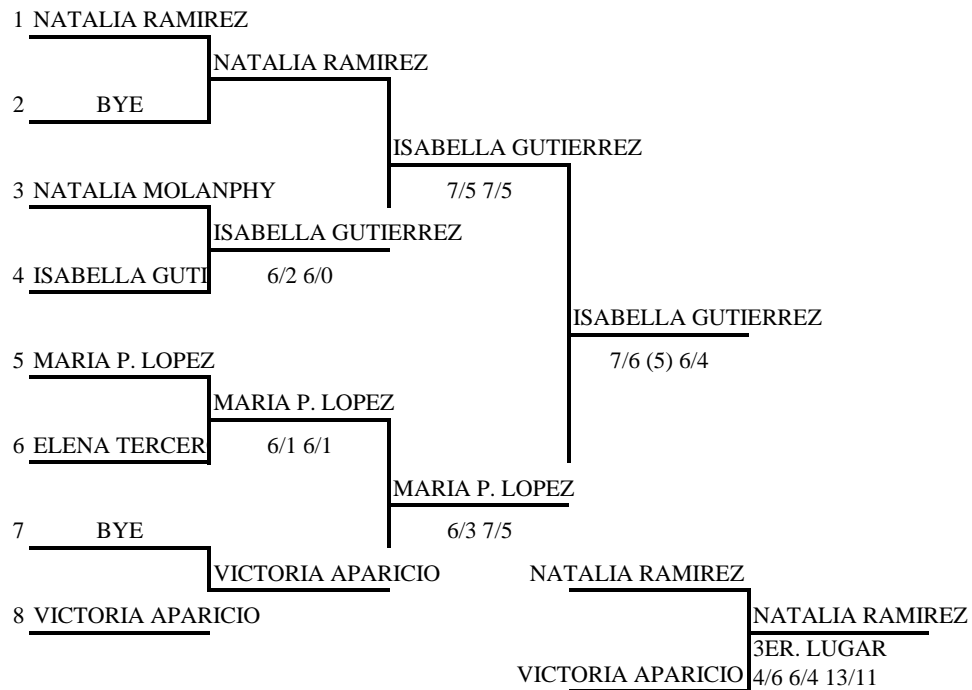 1 NATALIA RAMIREZ
NATALIA RAMIREZ
2 BYE
ISABELLA GUTIERREZ
3 NATALIA MOLANPHY 7/5 7/5
ISABELLA GUTIERREZ
4 ISABELLA GUTI 6/2 6/0
ISABELLA GUTIERREZ
5 MARIA P. LOPEZ 7/6 (5) 6/4
MARIA P. LOPEZ
6 ELENA TERCER 6/1 6/1
MARIA P. LOPEZ
7 BYE 6/3 7/5
VICTORIA APARICIO NATALIA RAMIREZ
8 VICTORIA APARICIO NATALIA RAMIREZ
3ER. LUGAR
VICTORIA APARICIO 4/6 6/4 13/11